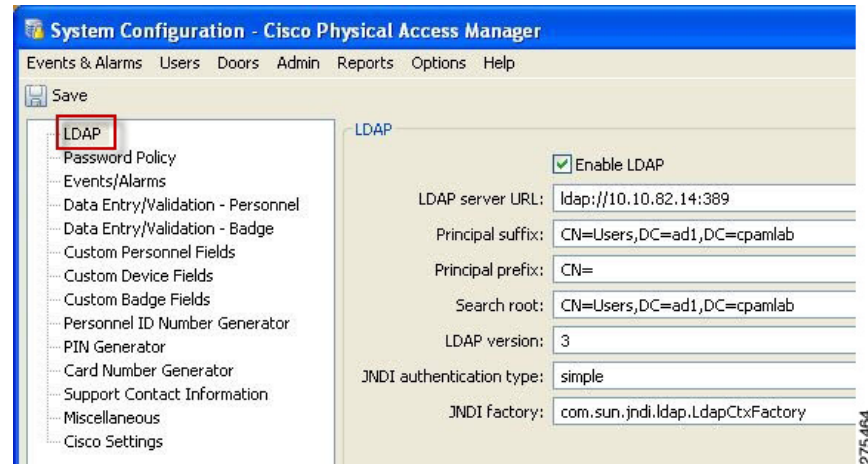 System Configuration - Cisco Physical Access Manager
Events & Alarms Users Doors Admin Reports Options Help
Save
LDAP
Password Policy
Events/Alarms
Data Entry/Validation - Personnel
Data Entry/Validation - Badge
Custom Personnel Fields
Custom Device Fields
Custom Badge Fields
Personnel ID Number Generator
PIN Generator
Card Number Generator
Support Contact Information
Miscellaneous
Cisco Settings
LDAP
Enable LDAP
LDAP server URL: ldap://10.10.82.14:389
Principal suffix: CN=Users,DC=ad1,DC=cpamlab
Principal prefix: CN=
Search root: CN=Users,DC=ad1,DC=cpamlab
LDAP version: 3
JNDI authentication type: simple
JNDI factory: com.sun.jndi.ldap.LdapCtxFactory
275464